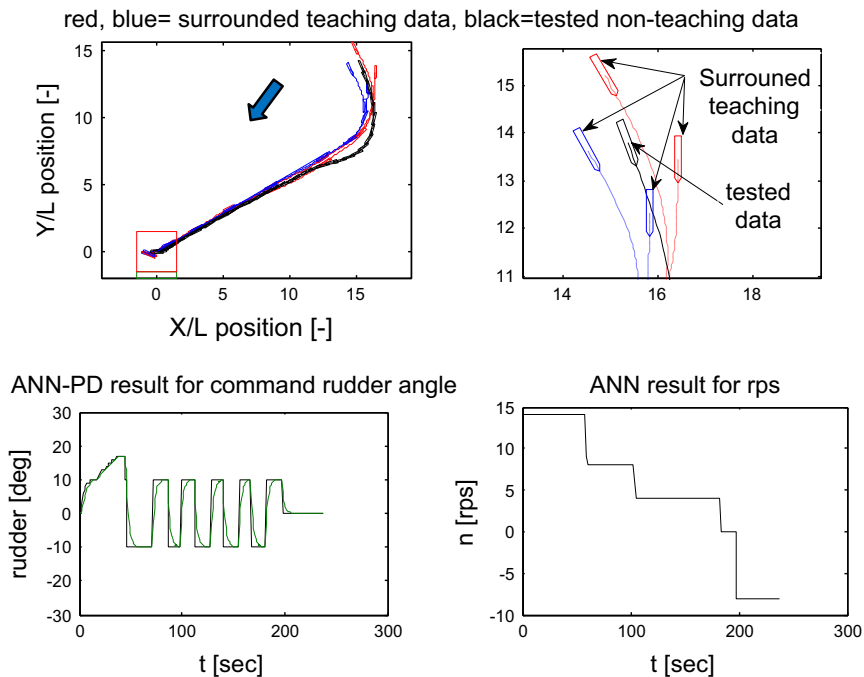 red, blue= surrounded teaching data, black=tested non-teaching data
15
10
5
0
Y/L position [-]
0
5
10
15
X/L position [-]
15
14
13
12
11
14
16
18
Surrouned
teaching
data
tested
data
ANN-PD result for command rudder angle
30
20
10
0
-10
-20
-30
rudder [deg]
0
100
200
300
t [sec]
ANN result for rps
15
10
5
0
-5
-10
n [rps]
0
100
200
300
t [sec]